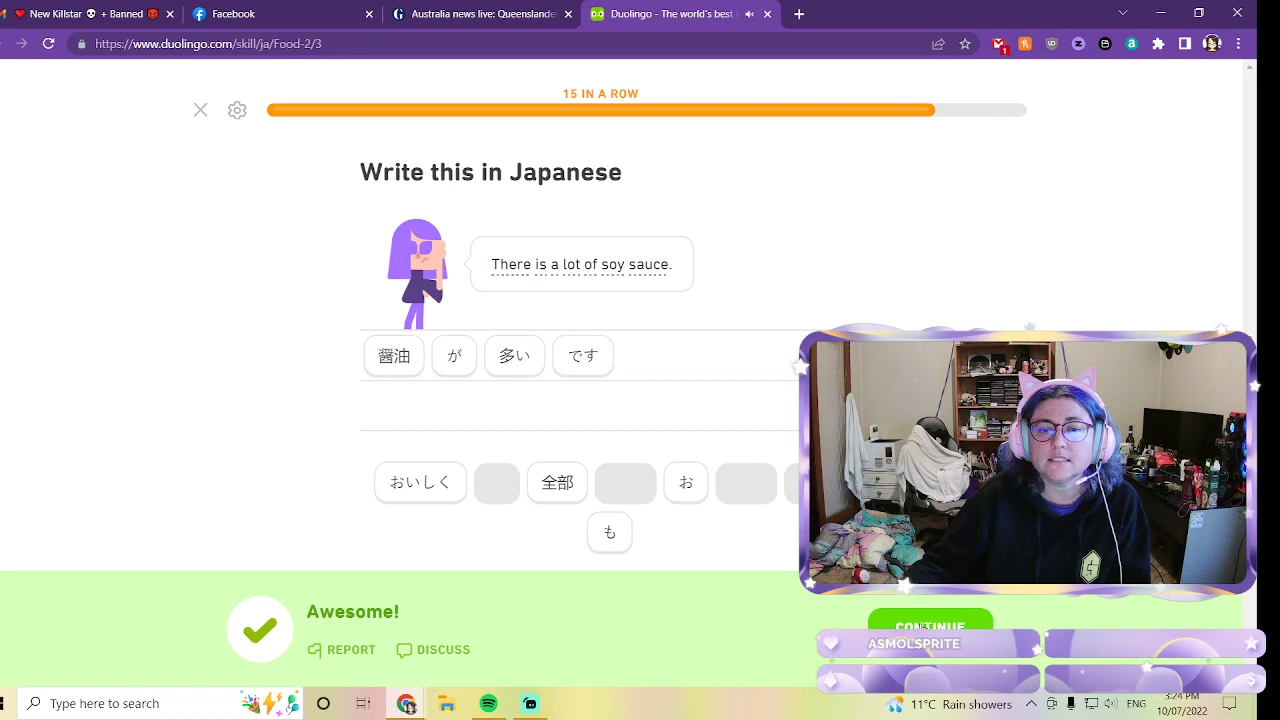 New Killstar 💀 + Banned 👹
Facebook
Australia news live: Queenslande
Duolingo - The world's best
https://www.duolingo.com/skill/ja/Food-2/3
1
15 IN A ROW
Write this in Japanese
There is a lot of soy sauce.
醤油 が 多い です
おいしく 全部 お
も
Awesome!
REPORT DISCUSS
CONTINUE
ASMOLSPRITE
Type here to search
11°C Rain showers
ENG
3:24 PM
10/07/2022